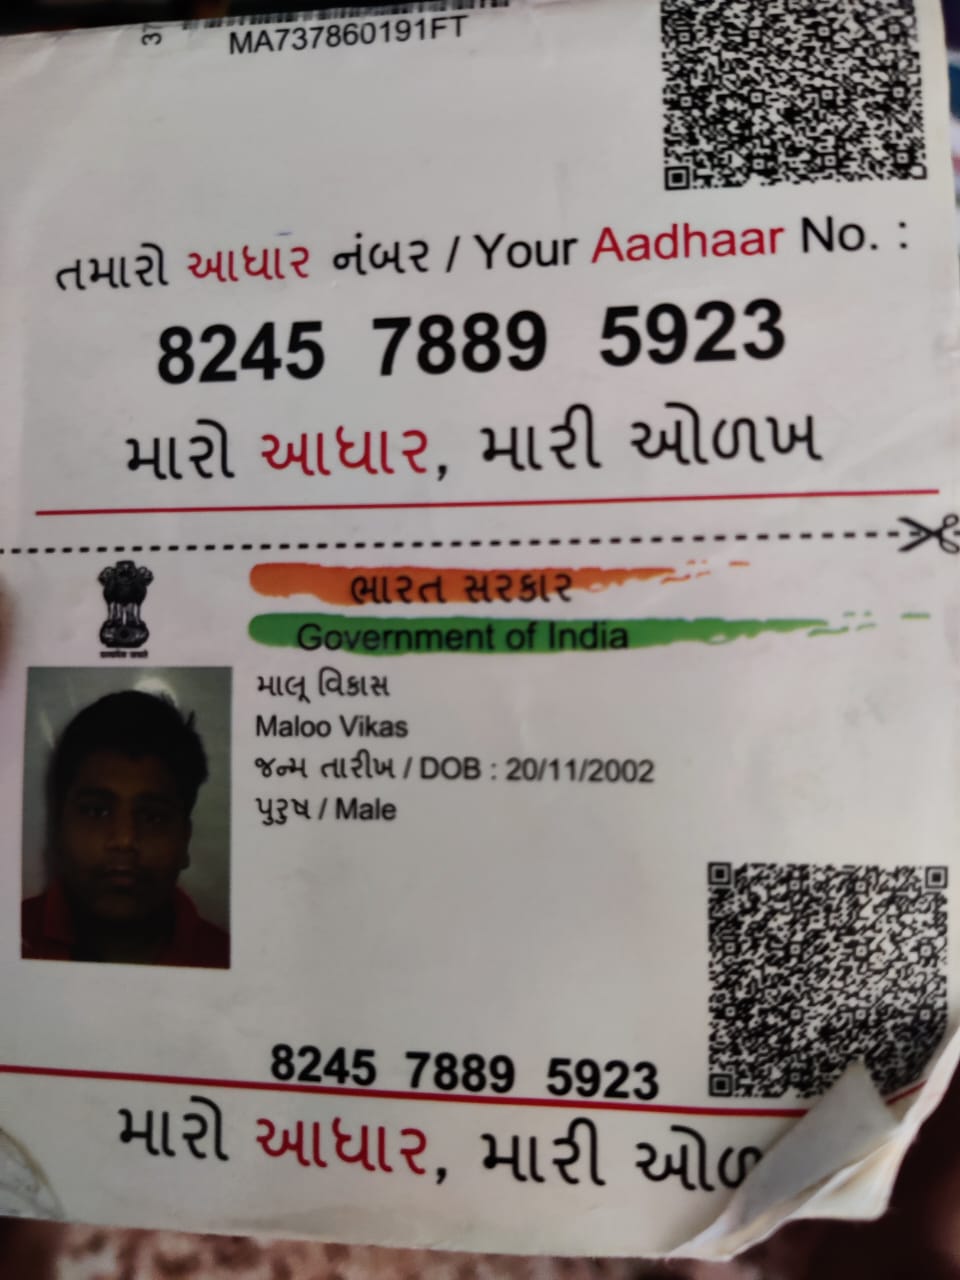 MA737860191FT
તમારો આધાર નંબર / Your Aadhaar No. :
8245 7889 5923
મારો આધાર, મારી ઓળખ
ભારત સરકાર
Government of India
માલૂ વિકાસ
Maloo Vikas
જન્મ તારીખ / DOB : 20/11/2002
પુરુષ / Male
8245 7889 5923
મારો આધાર, મારી